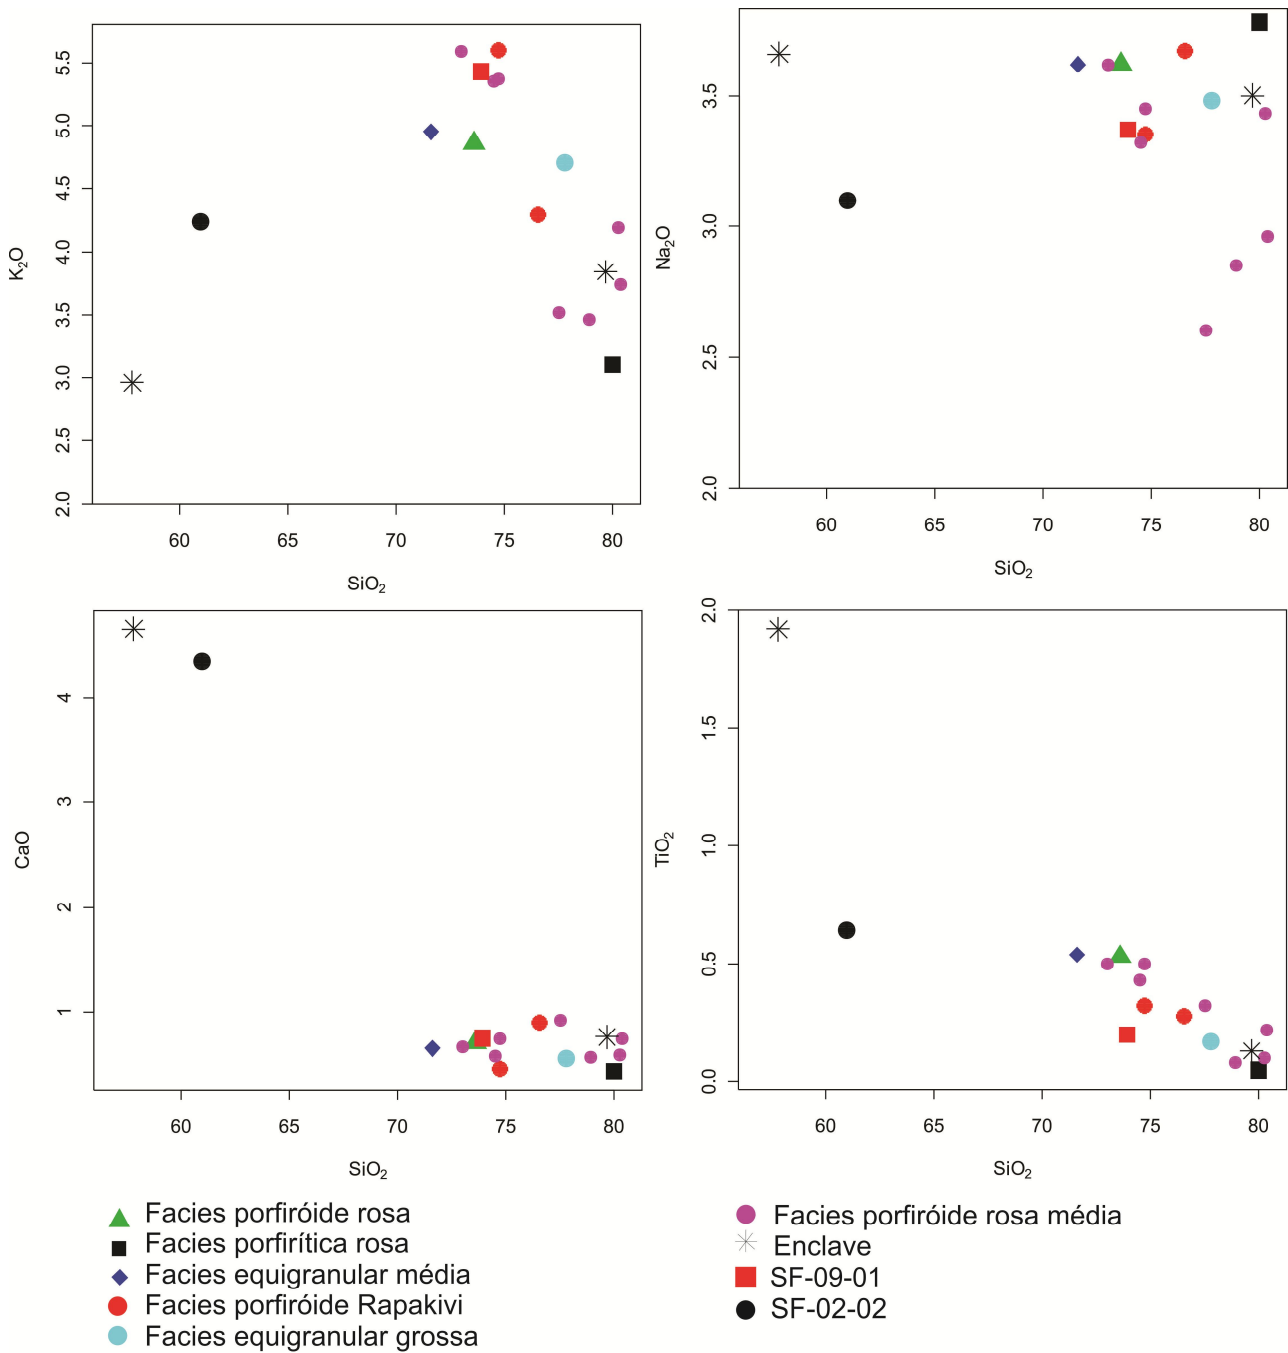 K2O
5.5
5.0
4.5
4.0
3.5
3.0
2.5
2.0
60 65 70 75 80
SiO2
Na2O
3.5
3.0
2.5
2.0
60 65 70 75 80
SiO2
CaO
4
3
2
1
60 65 70 75 80
SiO2
TiO2
2.0
1.5
1.0
0.5
0.0
60 65 70 75 80
SiO2
Facies porfiróide rosa
Facies porfirítica rosa
Facies equigranular média
Facies porfiróide Rapakivi
Facies equigranular grossa
Facies porfiróide rosa média
Enclave
SF-09-01
SF-02-02